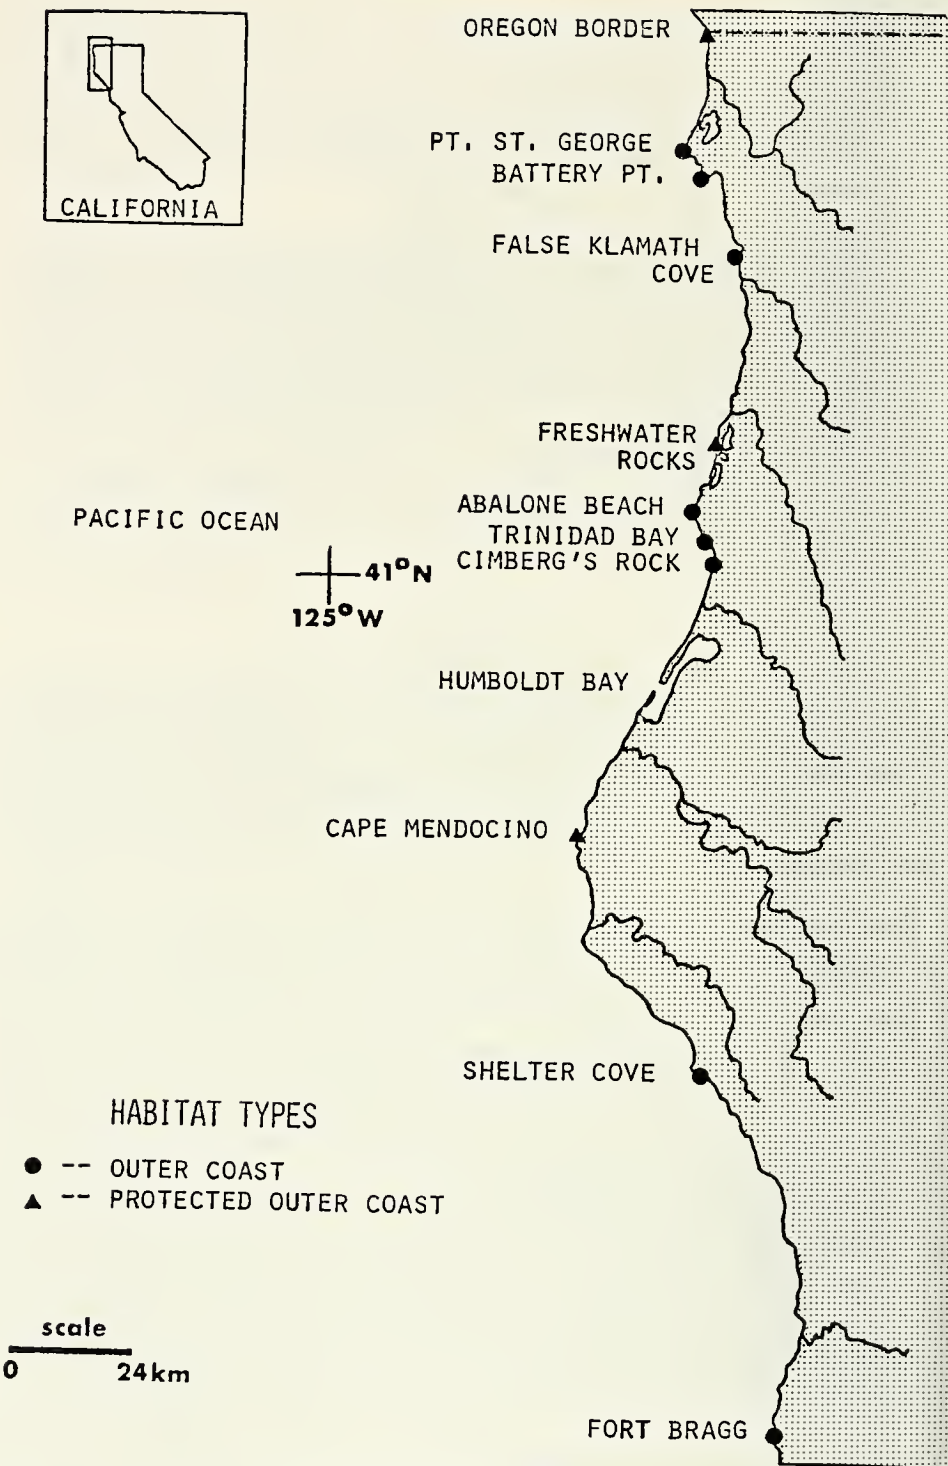 OREGON BORDER
CALIFORNIA
PT. ST. GEORGE
BATTERY PT.
FALSE KLAMATH
COVE
FRESHWATER
ROCKS
ABALONE BEACH
PACIFIC OCEAN
TRINIDAD BAY
CIMBERG'S ROCK
41°N
125°W
HUMBOLDT BAY
CAPE MENDOCINO
SHELTER COVE
HABITAT TYPES
● -- OUTER COAST
▲ -- PROTECTED OUTER COAST
scale
0 24km
FORT BRAGG